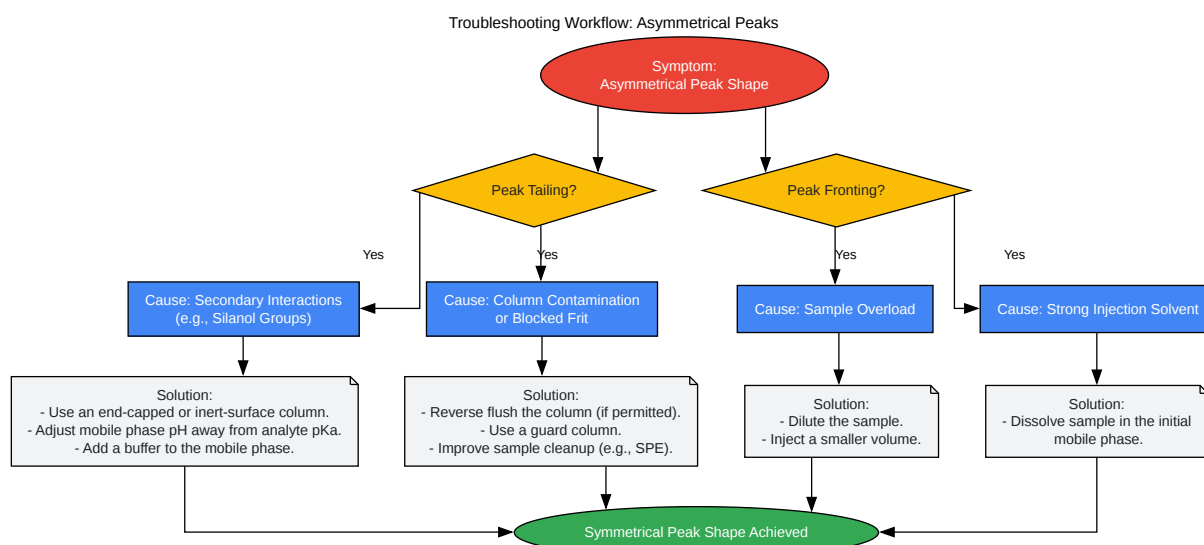 Troubleshooting Workflow: Asymmetrical Peaks
Symptom:
Asymmetrical Peak Shape
Peak Tailing?
Peak Fronting?
Yes
Yes
Yes
Yes
Cause: Secondary Interactions
(e.g., Silanol Groups)
Cause: Column Contamination
or Blocked Frit
Cause: Sample Overload
Cause: Strong Injection Solvent
Solution:
- Use an end-capped or inert-surface column.
- Adjust mobile phase pH away from analyte pKa.
- Add a buffer to the mobile phase.
Solution:
- Reverse flush the column (if permitted).
- Use a guard column.
- Improve sample cleanup (e.g., SPE).
Solution:
- Dilute the sample.
- Inject a smaller volume.
Solution:
- Dissolve sample in the initial
mobile phase.
Symmetrical Peak Shape Achieved